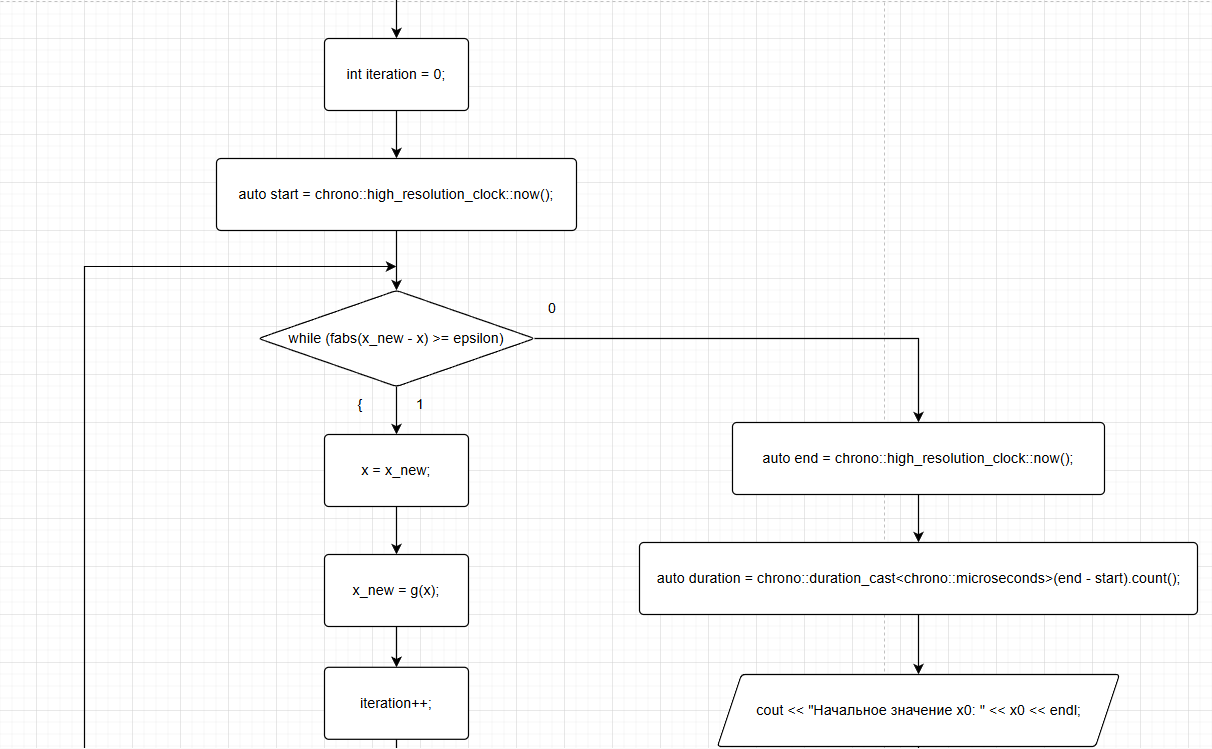 int iteration = 0;
auto start = chrono::high_resolution_clock::now();
0
while (fabs(x_new - x) >= epsilon)
{
1
x = x_new;
auto end = chrono::high_resolution_clock::now();
x_new = g(x);
auto duration = chrono::duration_cast<chrono::microseconds>(end - start).count();
iteration++;
cout << "Начальное значение x0: " << x0 << endl;